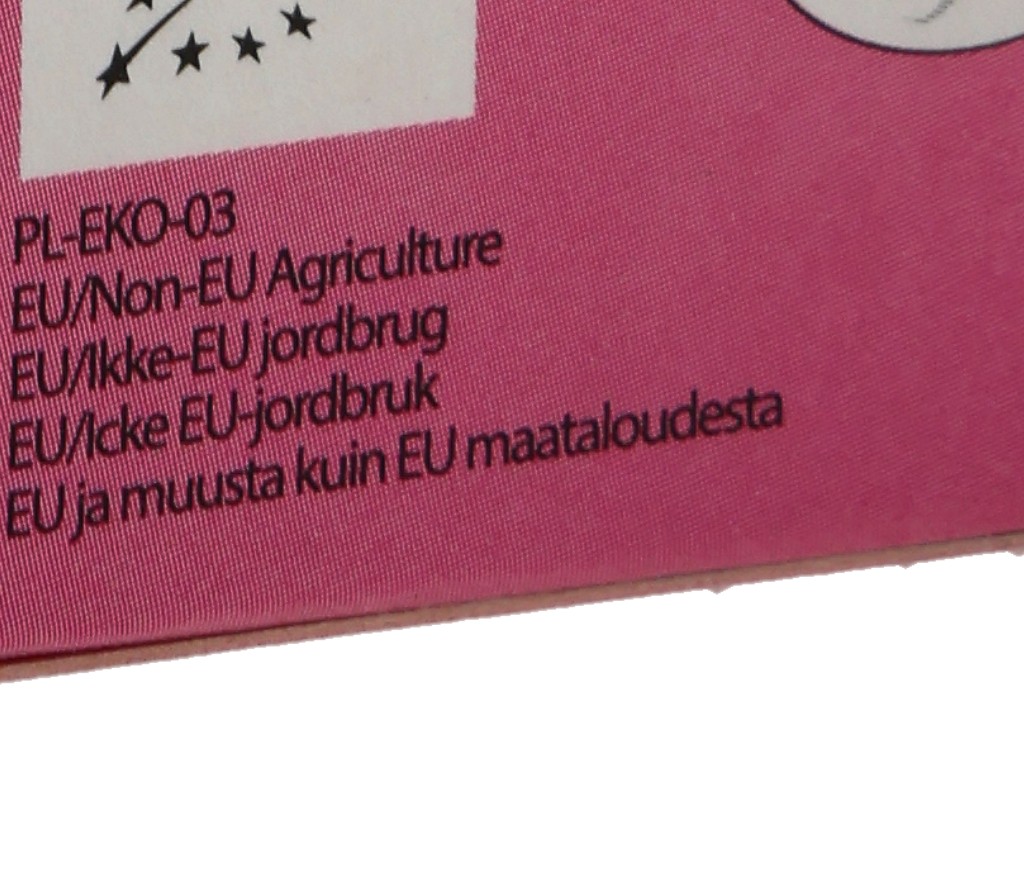 PL-EKO-03
EU/Non-EU Agriculture
EU/Ikke-EU jordbrug
EU/Icke EU-jordbruk
EU ja muusta kuin EU maataloudesta